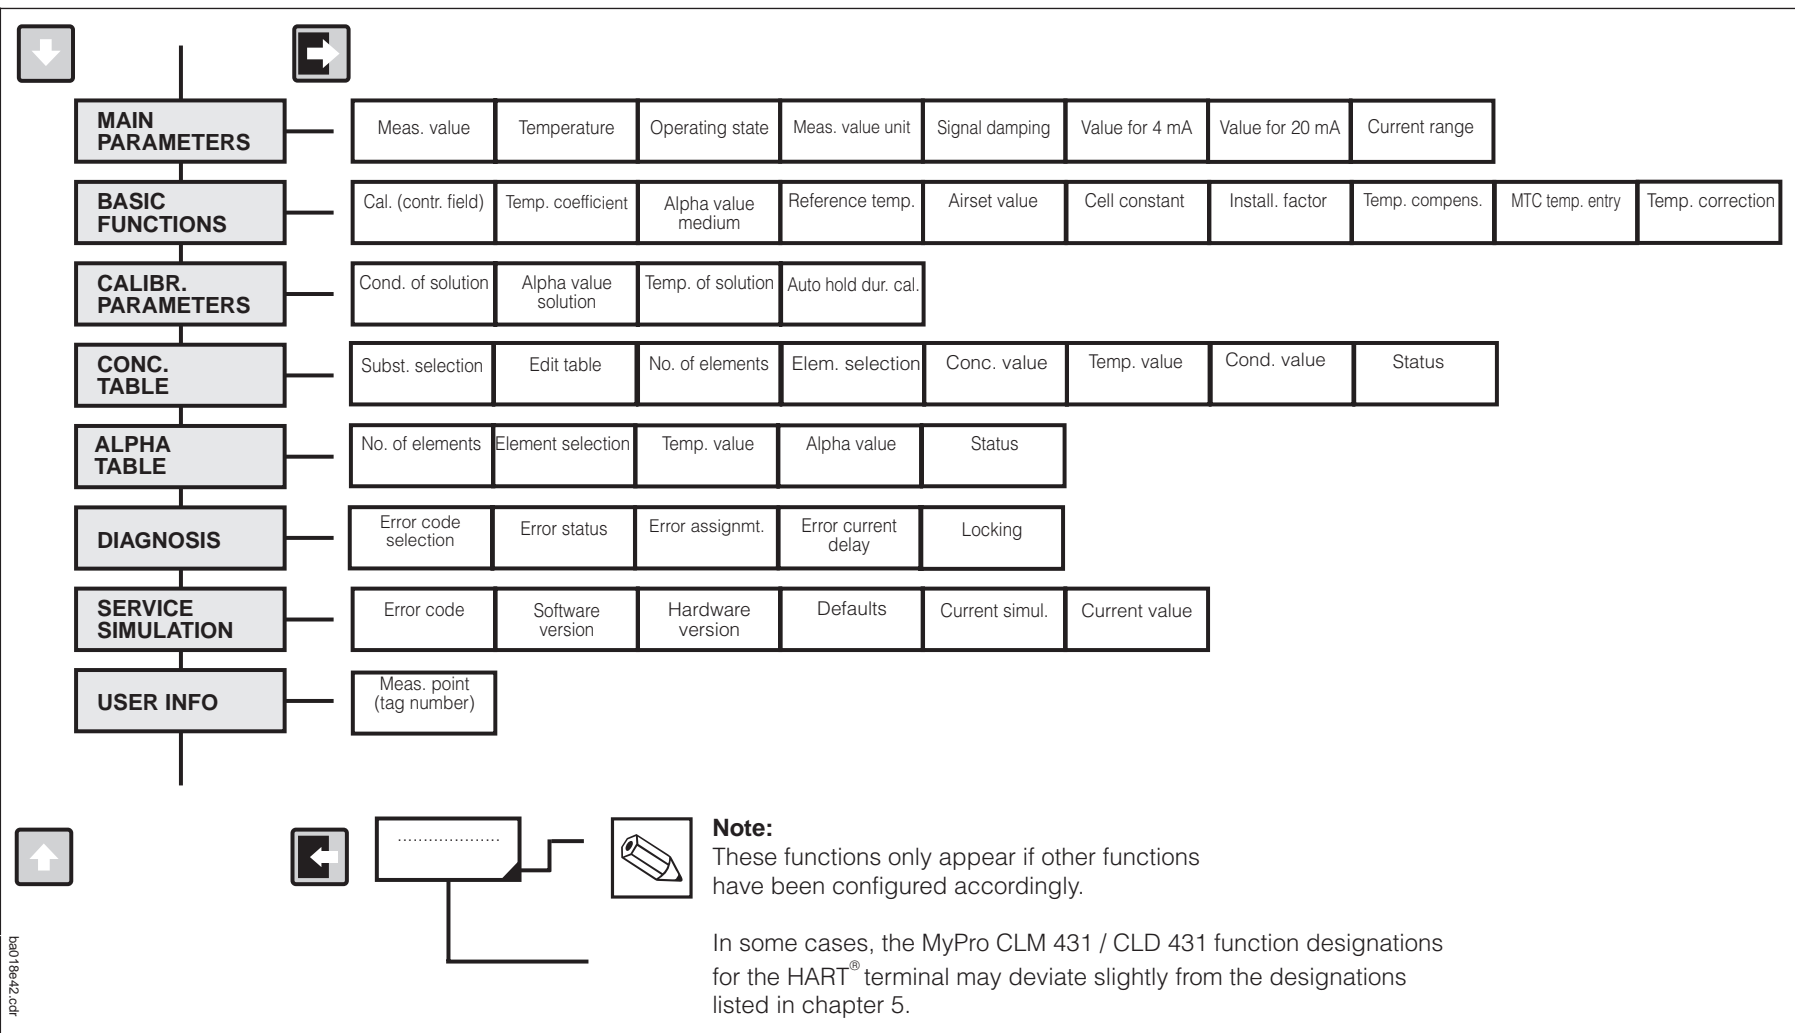 MAIN
PARAMETERS
Meas. value
Temperature
Operating state
Meas. value unit
Signal damping
Value for 4 mA
Value for 20 mA
Current range
BASIC
FUNCTIONS
Cal. (contr. field)
Temp. coefficient
Alpha value
medium
Reference temp.
Airset value
Cell constant
Install. factor
Temp. compens.
MTC temp. entry
Temp. correction
CALIBR.
PARAMETERS
Cond. of solution
Alpha value
solution
Temp. of solution
Auto hold dur. cal.
CONC.
TABLE
Subst. selection
Edit table
No. of elements
Elem. selection
Conc. value
Temp. value
Cond. value
Status
ALPHA
TABLE
No. of elements
Element selection
Temp. value
Alpha value
Status
DIAGNOSIS
Error code
selection
Error status
Error assignmt.
Error current
delay
Locking
SERVICE
SIMULATION
Error code
Software
version
Hardware
version
Defaults
Current simul.
Current value
USER INFO
Meas. point
(tag number)
...................
Note:
These functions only appear if other functions
have been configured accordingly.
In some cases, the MyPro CLM 431 / CLD 431 function designations
for the HART® terminal may deviate slightly from the designations
listed in chapter 5.
ba018e42.cdr